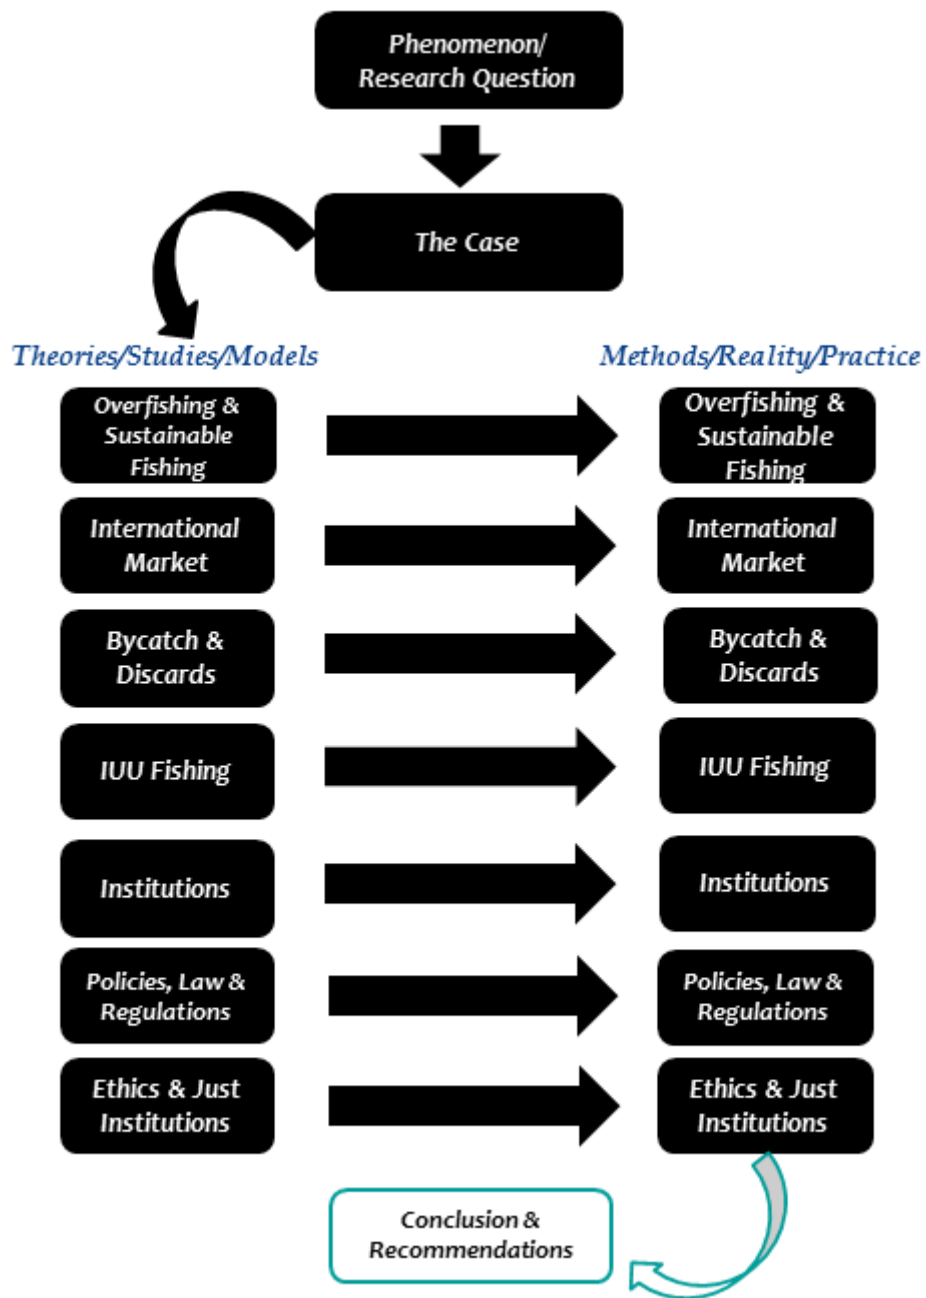 Phenomenon/
Research Question
The Case
Theories/Studies/Models
Methods/Reality/Practice
Overfishing &
Sustainable
Fishing
Overfishing &
Sustainable
Fishing
International
Market
International
Market
Bycatch &
Discards
Bycatch &
Discards
IUU Fishing
IUU Fishing
Institutions
Institutions
Policies, Law &
Regulations
Policies, Law &
Regulations
Ethics & Just
Institutions
Ethics & Just
Institutions
Conclusion &
Recommendations